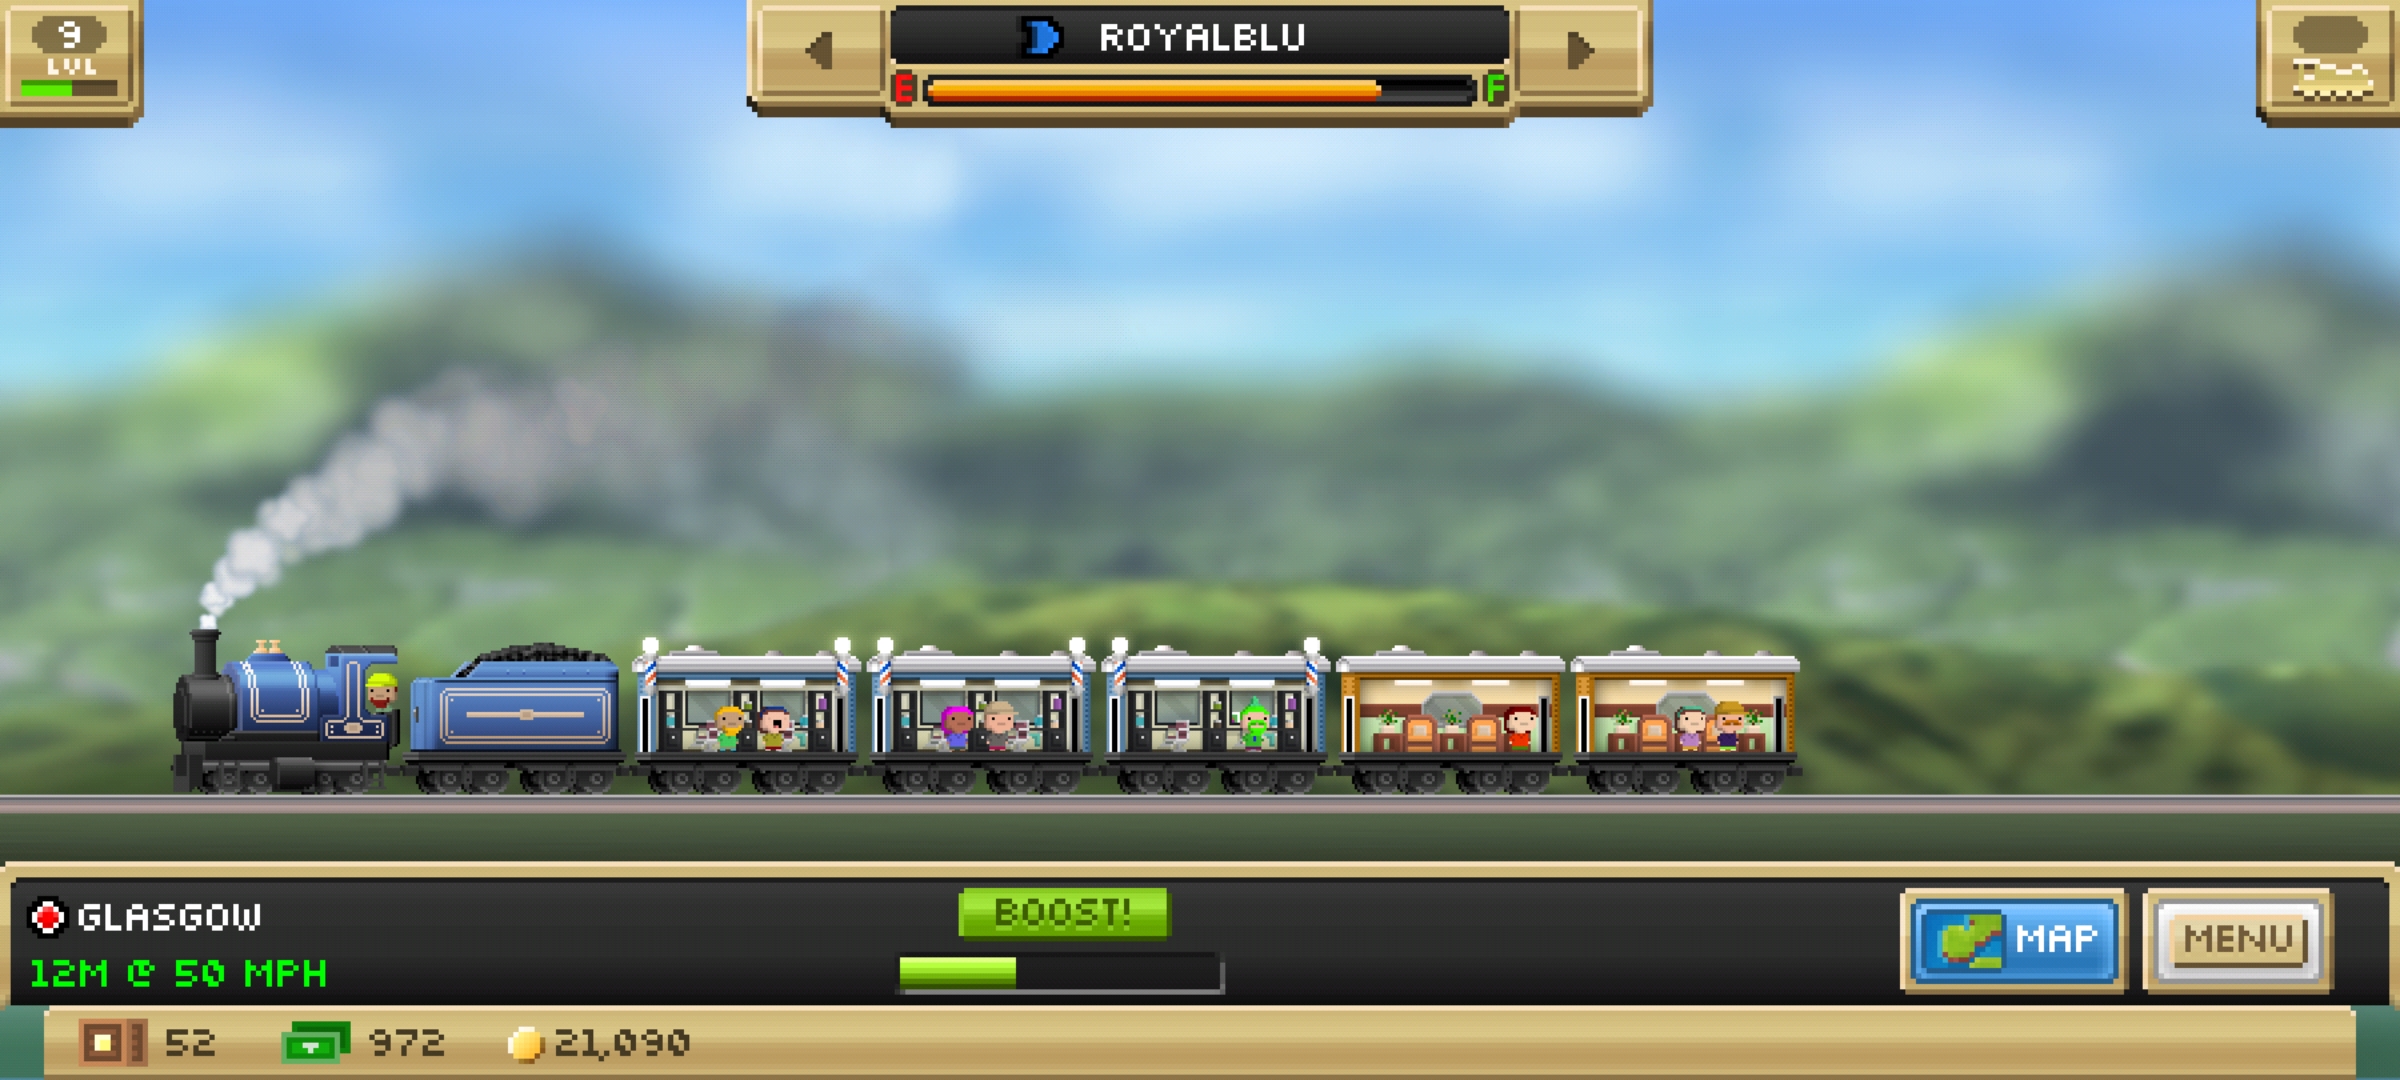 9
LVL
ROYALBLU
E F
GLASGOW
12M @ 50 MPH
BOOST!
MAP
MENU
52
972
21,090